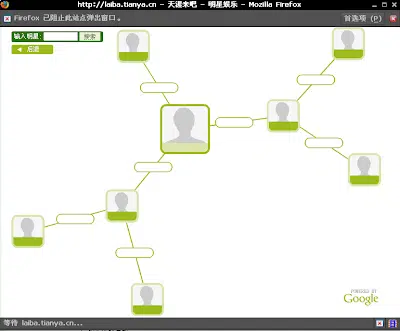 http://laiba.tianya.cn - 天涯来吧 - 明星娱乐 - Mozilla Firefox
Firefox 已阻止此站点弹出窗口。 首选项 (P)
输入明星: 搜索
后退
POWERED BY
Google
等待 laiba.tianya.cn...